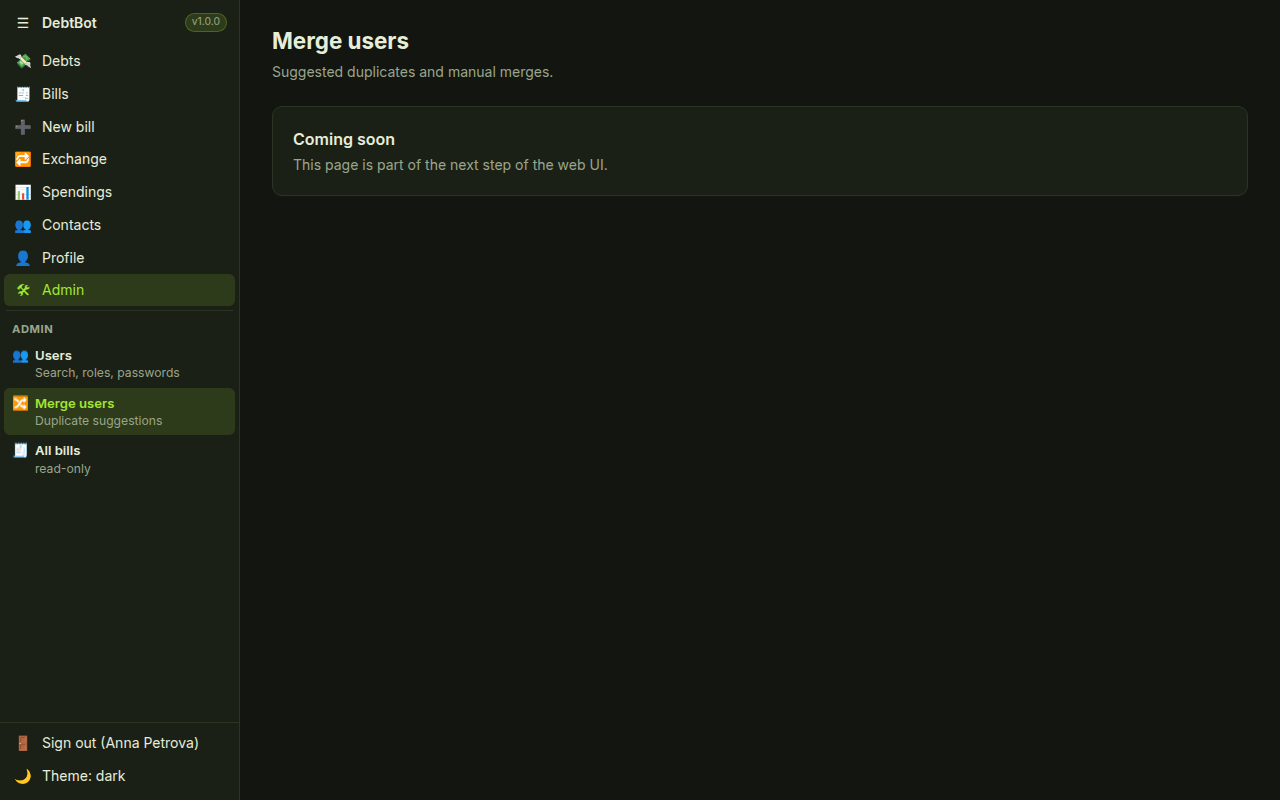 DebtBot
v1.0.0
Debts
Bills
New bill
Exchange
Spendings
Contacts
Profile
Admin
ADMIN
Users
Search, roles, passwords
Merge users
Duplicate suggestions
All bills
read-only
Sign out (Anna Petrova)
Theme: dark
Merge users
Suggested duplicates and manual merges.
Coming soon
This page is part of the next step of the web UI.